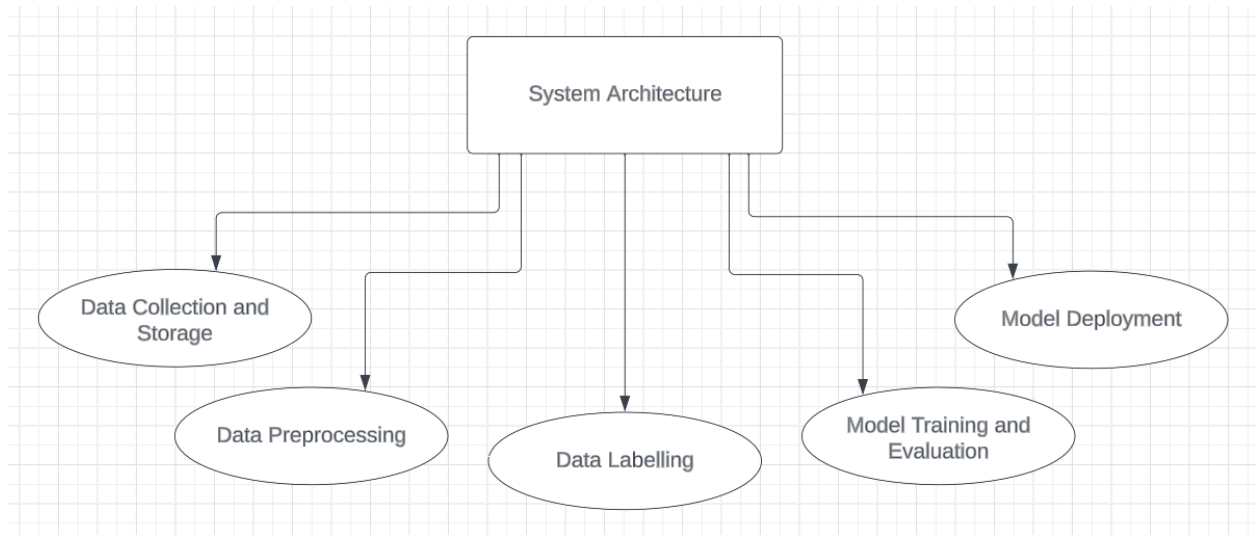 System Architecture
Data Collection and
Storage
Data Preprocessing
Data Labelling
Model Training and
Evaluation
Model Deployment